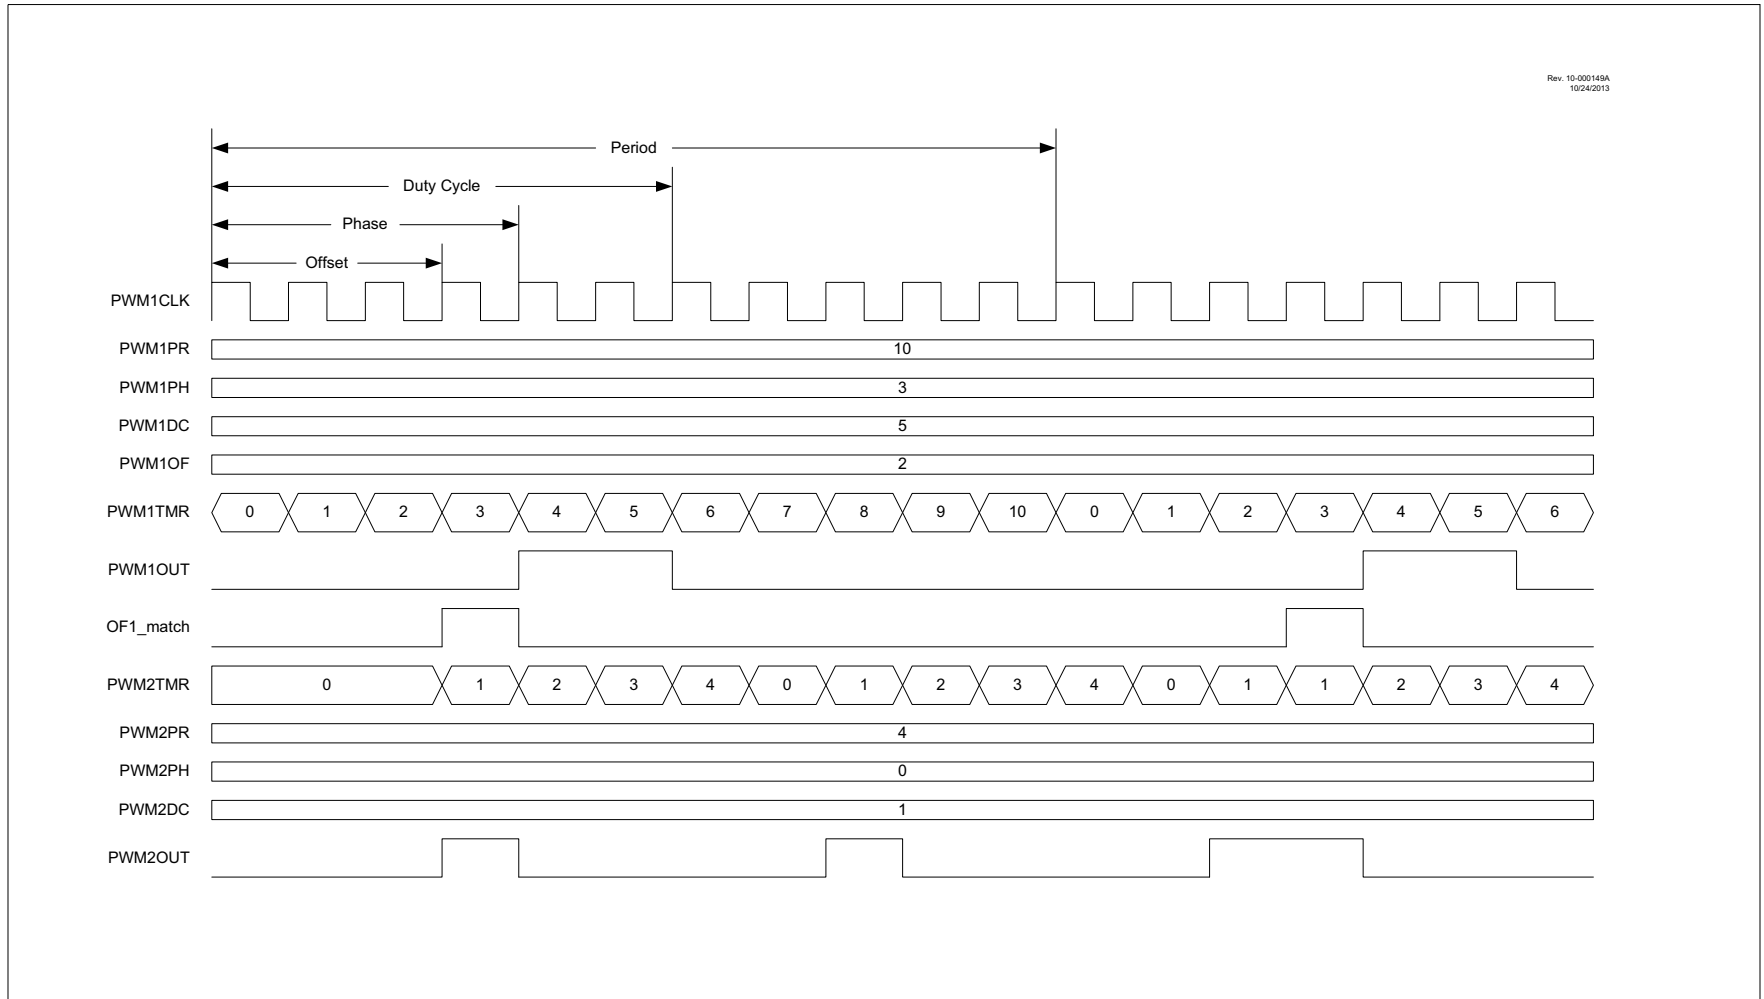 Rev. 10-000149A
10/24/2013
Period
Duty Cycle
Phase
Offset
PWM1CLK
PWM1PR 10
PWM1PH 3
PWM1DC 5
PWM1OF 2
PWM1TMR 0 1 2 3 4 5 6 7 8 9 10 0 1 2 3 4 5 6
PWM1OUT
OF1_match
PWM2TMR 0 1 2 3 4 0 1 2 3 4 0 1 1 2 3 4
PWM2PR 4
PWM2PH 0
PWM2DC 1
PWM2OUT